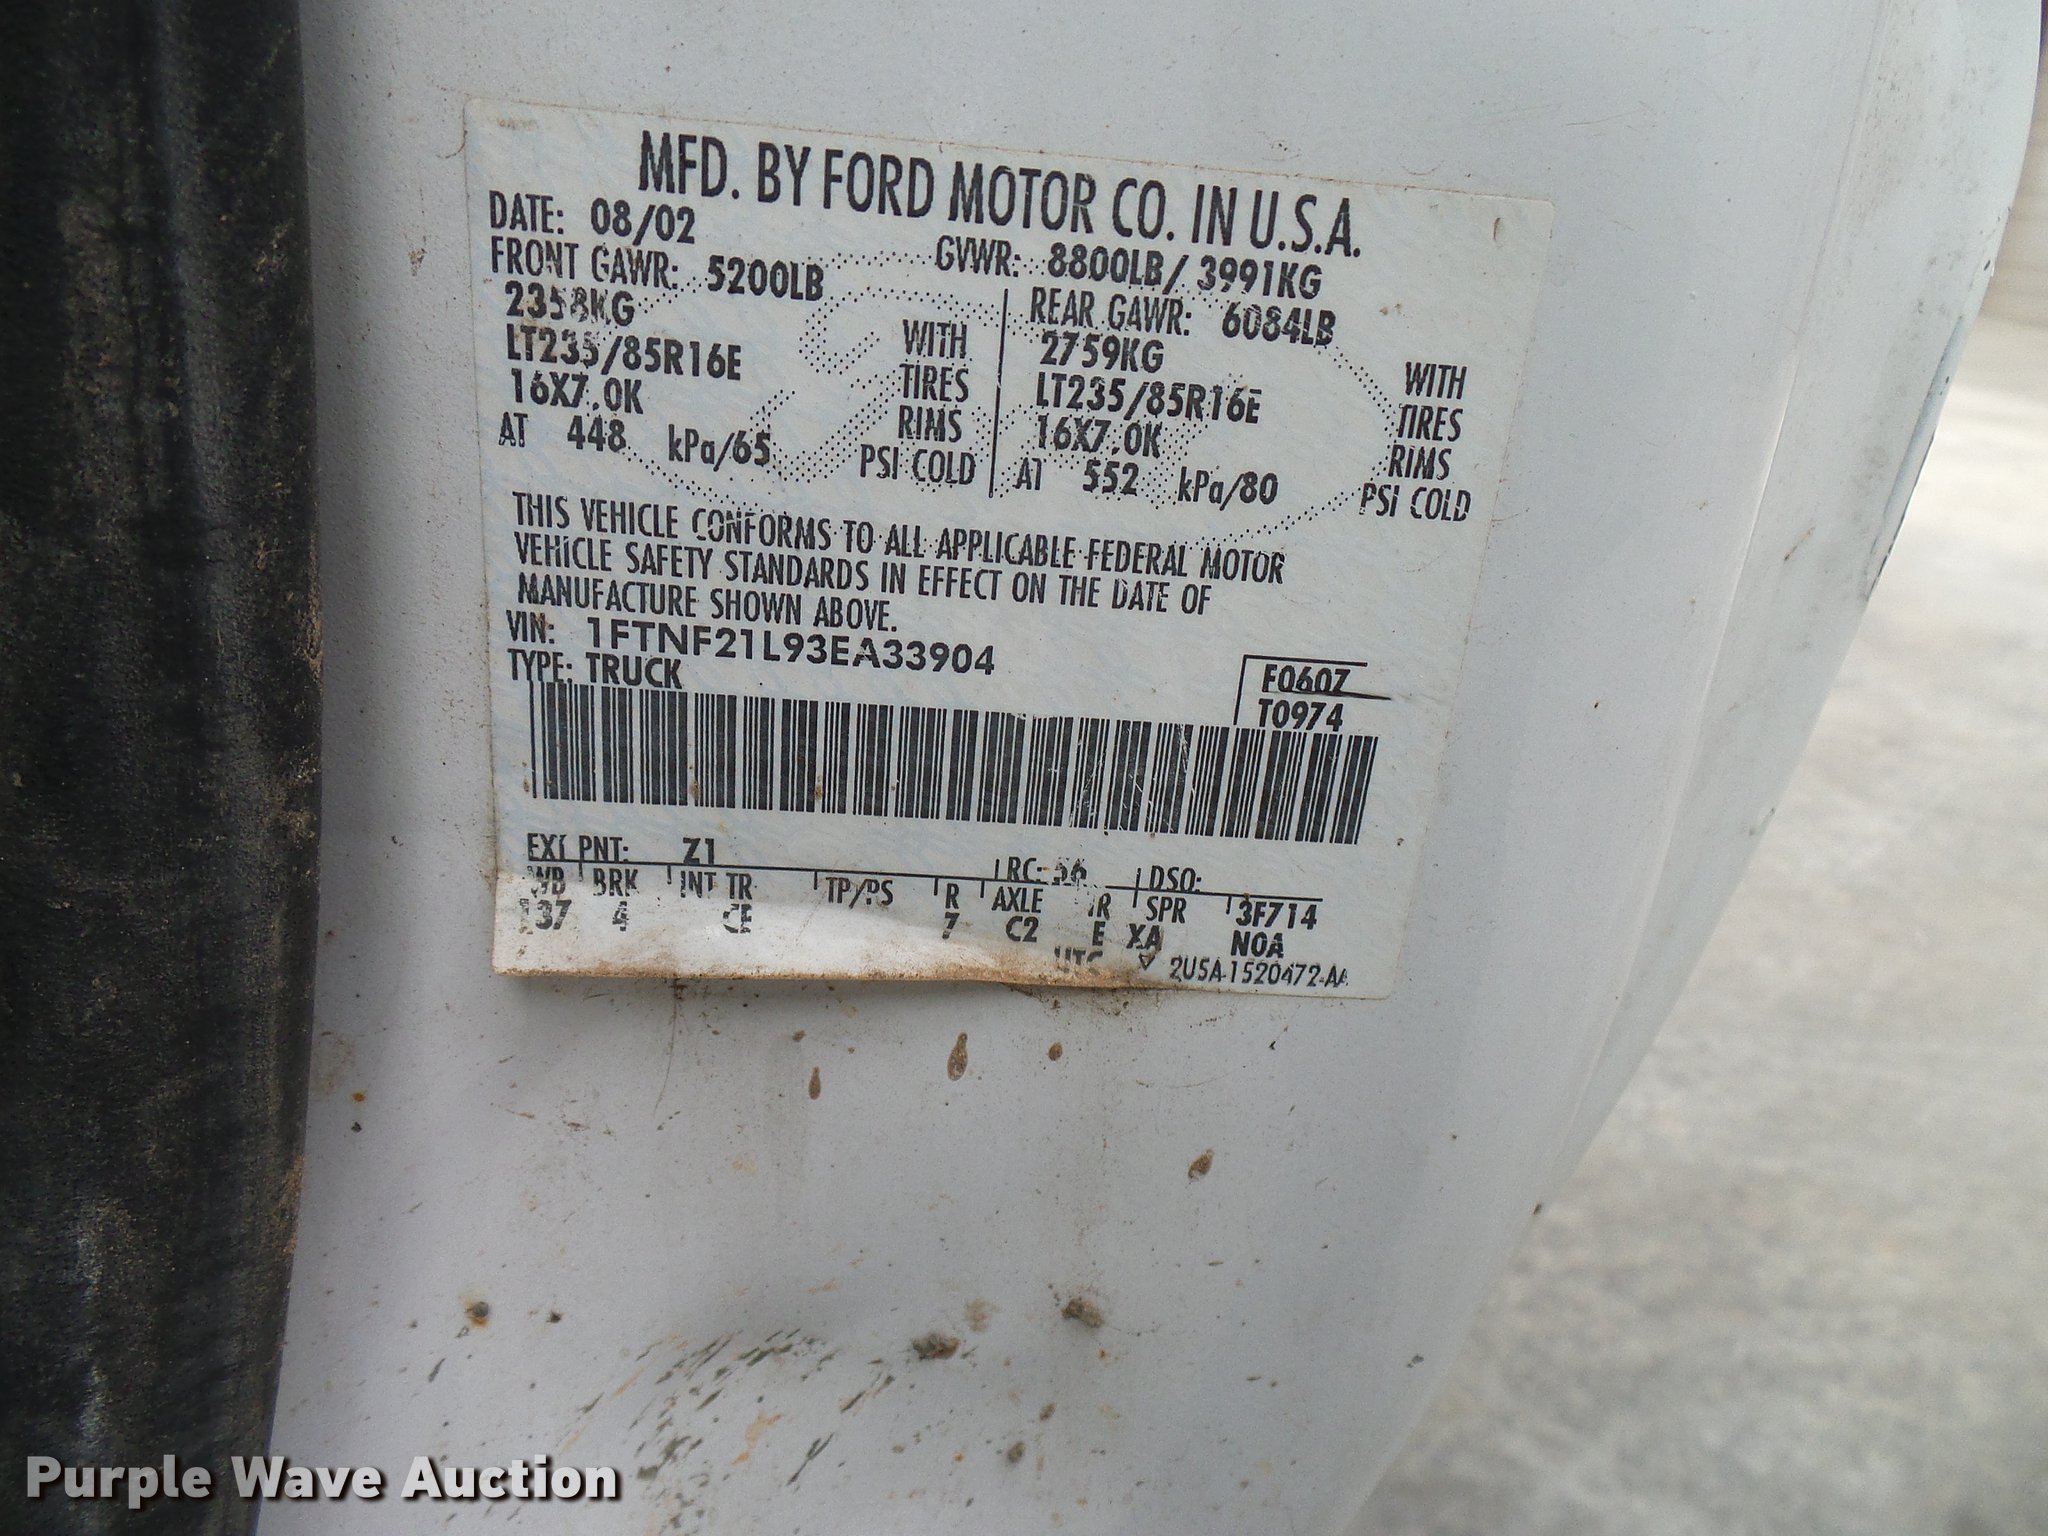 MFD. BY FORD MOTOR CO. IN U.S.A.
DATE: 08/02 GVWR: 8800LB/ 3991KG
FRONT GAWR: 5200LB REAR GAWR: 6084LB
2358KG WITH 2759KG WITH
LT235/85R16E TIRES LT235/85R16E TIRES
16X7.0K RIMS 16X7.0K RIMS
AT 448 kPa/65 PSI COLD AT 552 kPa/80 PSI COLD
THIS VEHICLE CONFORMS TO ALL APPLICABLE FEDERAL MOTOR
VEHICLE SAFETY STANDARDS IN EFFECT ON THE DATE OF
MANUFACTURE SHOWN ABOVE.
VIN: 1FTNF21L93EA33904
TYPE: TRUCK F0607
T0974
EXT PNT: Z1 RC: 56 DSO:
WB BRK INT TR TP/PS R AXLE TR SPR 3F714
137 4 CE 7 C2 E XA N0A
UTC ▽ 2U5A-1520472-AA
Purple Wave Auction